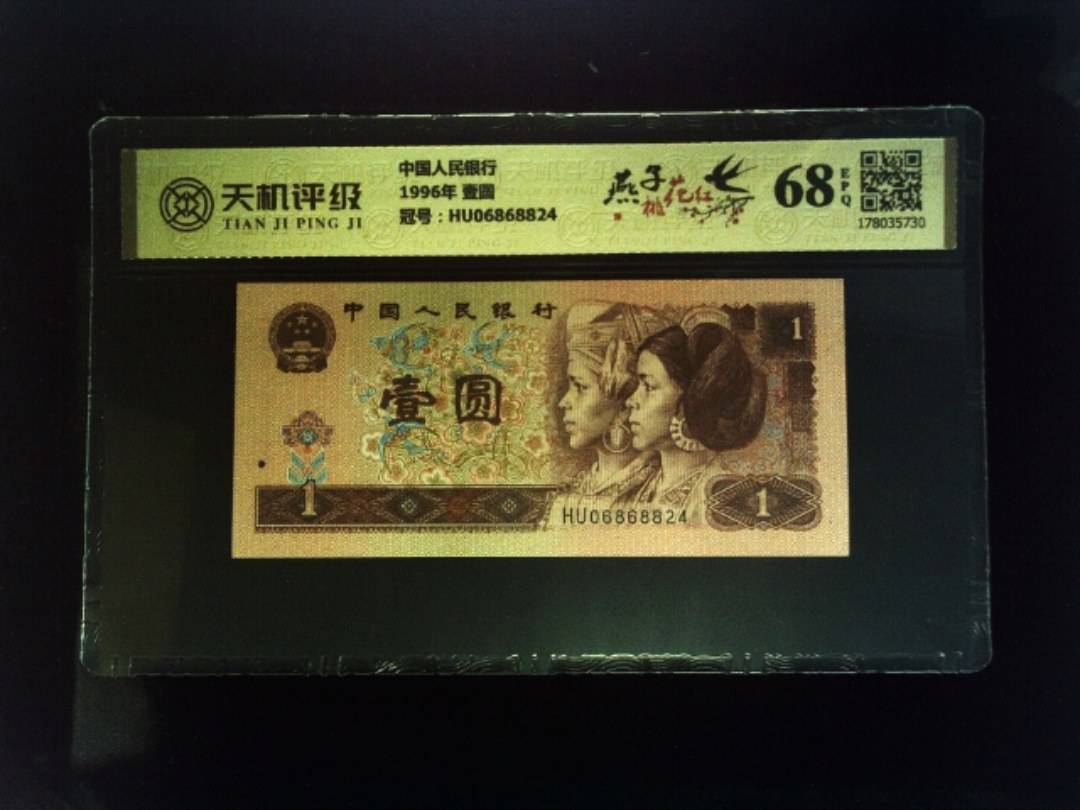 天机评级
TIAN JI PING JI
中国人民银行
1996年 壹圆
冠号：HU06868824
燕子
桃花红
68
EPQ
178035730
中国人民银行
壹圆
1
1
1
HU06868824